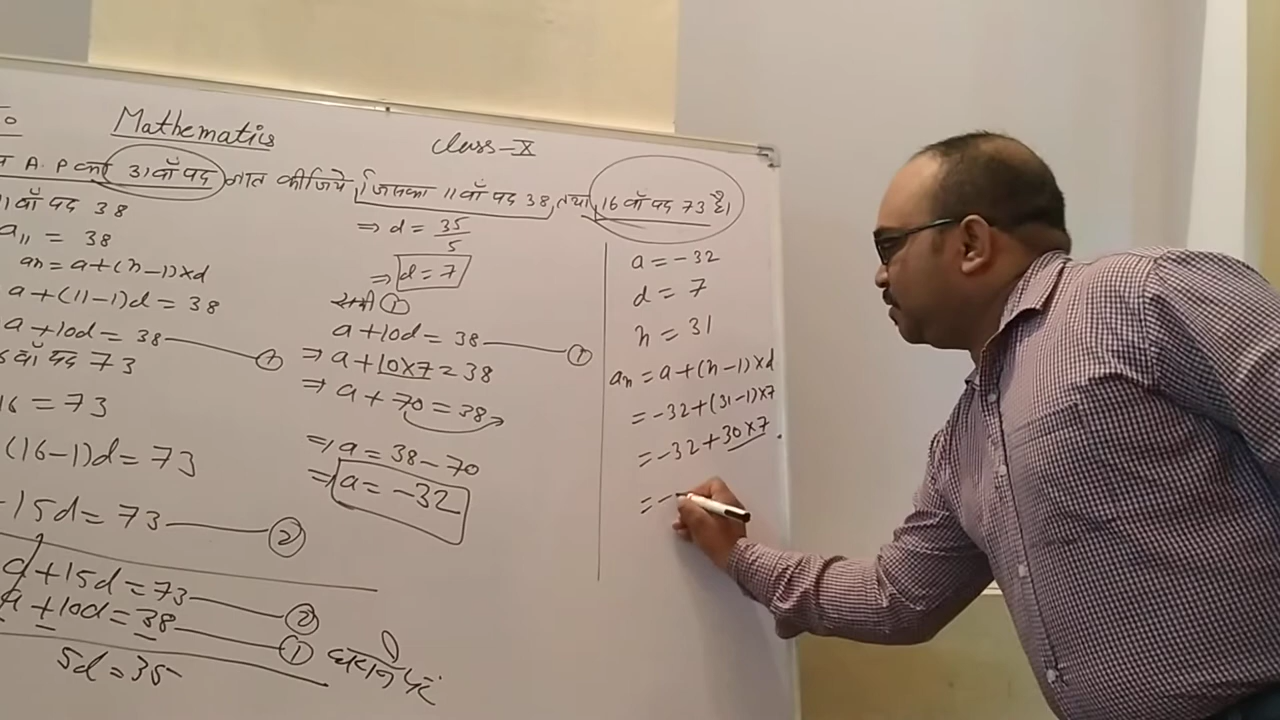 Mathematics
Class-X
A.P का 31वाँ पद ज्ञात कीजिये, जिसका 11वाँ पद 38, तथा 16वाँ पद 73 है।
11वाँ पद 38
a11 = 38
an = a+(n-1)×d
a+(11-1)d = 38
a+10d = 38 ①
वाँ पद 73
16 = 73
(16-1)d = 73
15d = 73 ②
+15d = 73 ②
a+10d = 38 ①
घटाने पर
5d = 35
⇒ d = 35/5
⇒ d = 7
①
a+10d = 38 ①
⇒ a+10×7 = 38
⇒ a+70 = 38
⇒ a = 38-70
⇒ a = -32
a = -32
d = 7
n = 31
an = a+(n-1)×d
= -32+(31-1)×7
= -32+30×7
= -